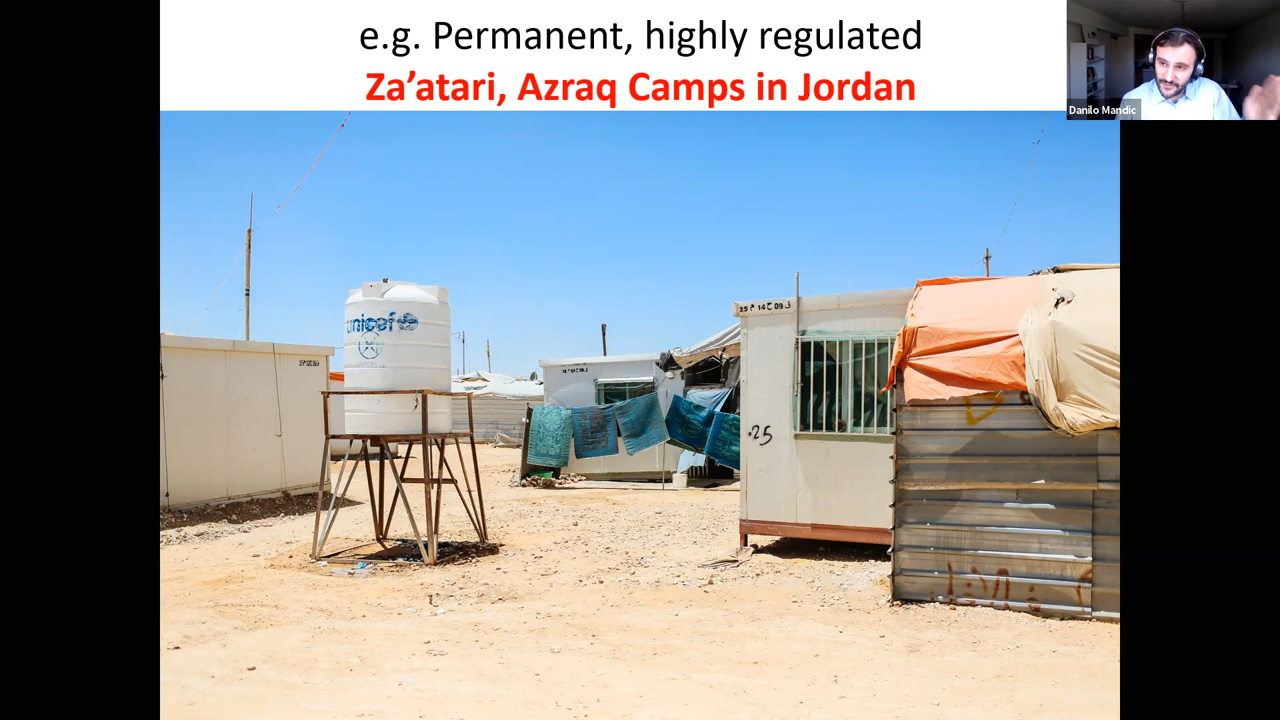 e.g. Permanent, highly regulated
Za’atari, Azraq Camps in Jordan
Danilo Mandic
unicef
25